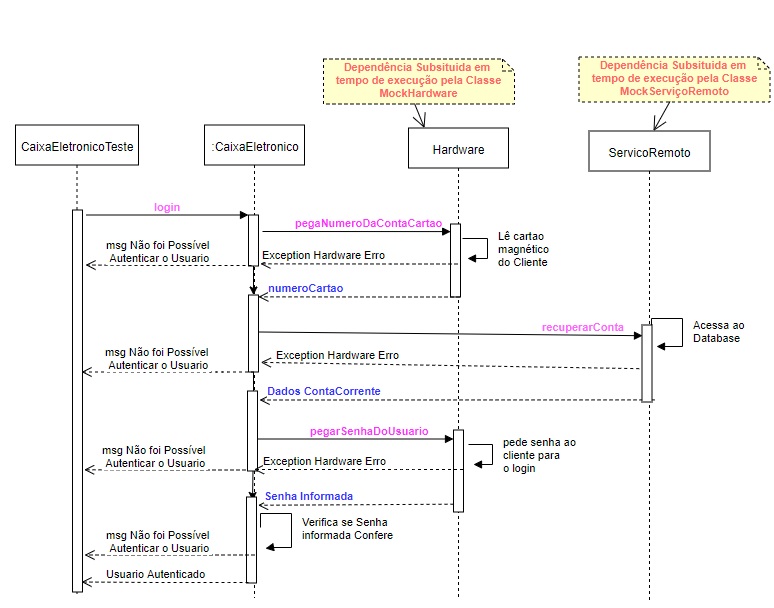 Dependência Subsituida em
tempo de execução pela Classe
MockHardware
Dependência Subsituida em
tempo de execução pela Classe
MockServiçoRemoto
CaixaEletronicoTeste
:CaixaEletronico
Hardware
ServicoRemoto
login
pegaNumeroDaContaCartao
Lê cartao
magnético
do Cliente
msg Não foi Possível
Autenticar o Usuario
Exception Hardware Erro
numeroCartao
recuperarConta
Acessa ao
Database
msg Não foi Possível
Autenticar o Usuario
Exception Hardware Erro
Dados ContaCorrente
pegarSenhaDoUsuario
pede senha ao
cliente para
o login
msg Não foi Possível
Autenticar o Usuario
Exception Hardware Erro
Senha Informada
Verifica se Senha
informada Confere
msg Não foi Possível
Autenticar o Usuario
Usuario Autenticado